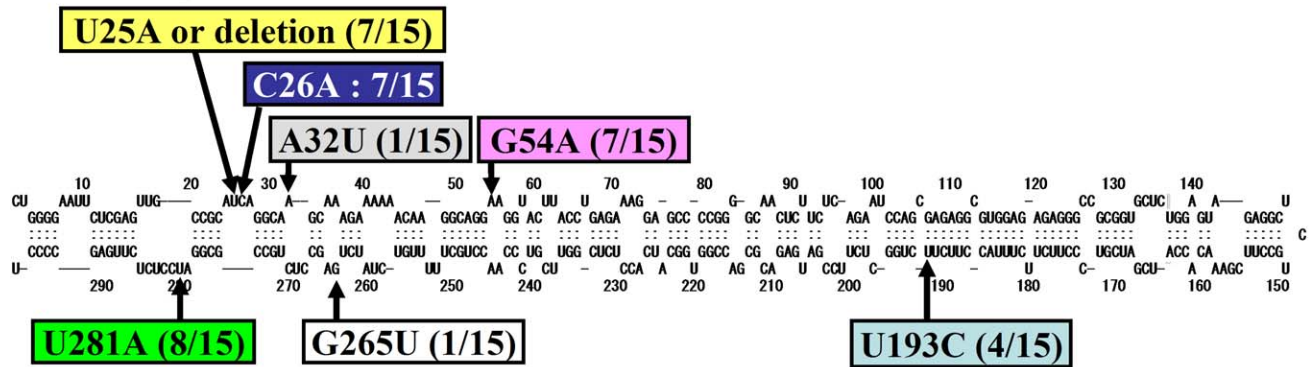 U25A or deletion (7/15)
C26A : 7/15
A32U (1/15)
G54A (7/15)
10 20 30 40 50 60 70 80 90 100 110 120 130 140
CU AAUU UUG---- AUCA A-- AA AAAA --- AA U UU U AAG-- G- AA U- UC- AU C C C ---- --- CC GCUC A A--- U
GGGG CUCGAG CCGC GGCA GC AGA ACAA GGCAGG GG AC ACC GAGA GA GCC CCGG GC CUC UC AGA CCAG GAGAGG GUGGAG AGAGGG GCGGU UGG GU GAGGC
C
CCCC GAGUUC GGCG CCGU CG UCU UGUU UCGUCC CC UG UGG CUCU CU CGG GGCC CG GAG AG UCU GGUC UUCUUC CAUUUC UCUUCC UGCUA ACC CA UUCCG
U------ UCUCCUA ---- CUC AG AUC-- UU AA C CU-- CCA A U AG CA U CCU C-- -- - U C- GCU-- A AAAGC U
290 280 270 260 250 240 230 220 210 200 190 180 170 160 150
U281A (8/15)
G265U (1/15)
U193C (4/15)